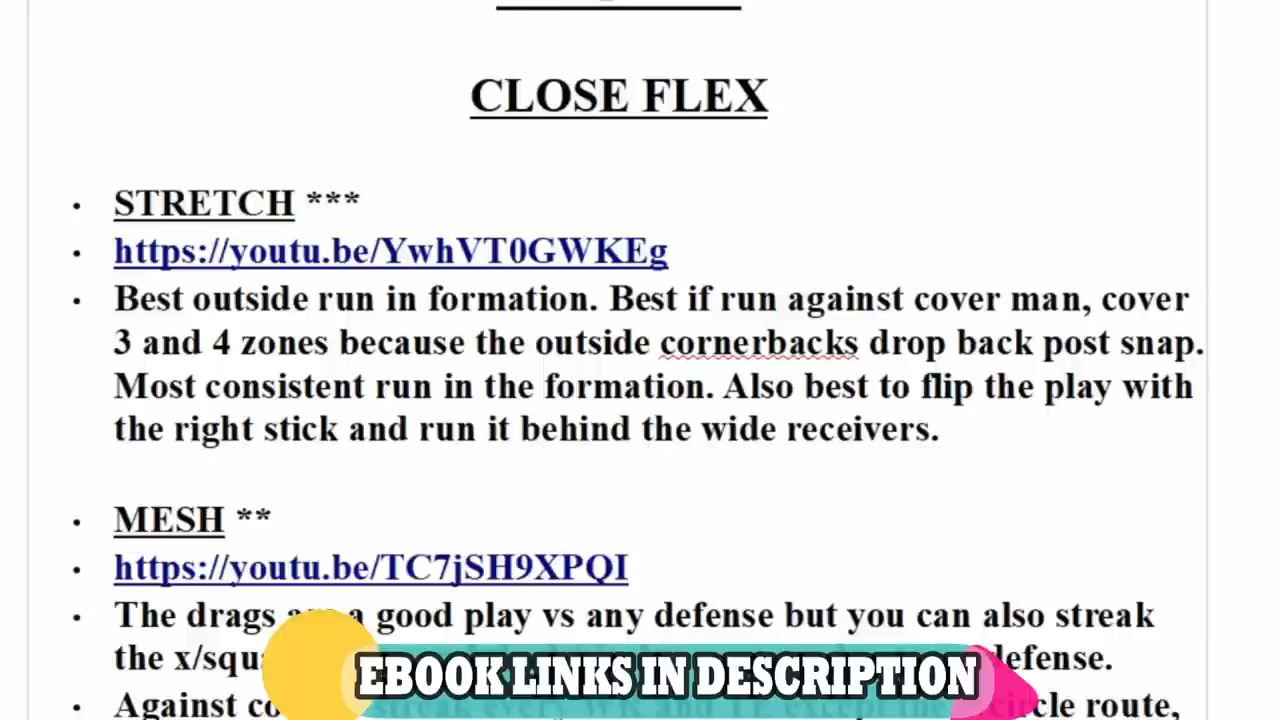 CLOSE FLEX
• STRETCH ***
• https://youtu.be/YwhVT0GWKEg
• Best outside run in formation. Best if run against cover man, cover
3 and 4 zones because the outside cornerbacks drop back post snap.
Most consistent run in the formation. Also best to flip the play with
the right stick and run it behind the wide receivers.
• MESH **
• https://youtu.be/TC7jSH9XPQI
• The drags are a good play vs any defense but you can also streak
the defense.
EBOOK LINKS IN DESCRIPTION
• Against route,